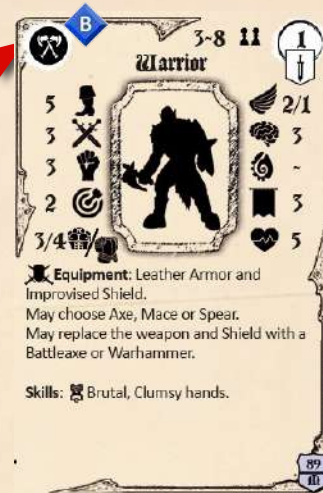 B
3-8
1
Warrior
5
2/1
3
3
3
~
2
3
3/4
5
Equipment: Leather Armor and
Improvised Shield.
May choose Axe, Mace or Spear.
May replace the weapon and Shield with a
Battleaxe or Warhammer.
Skills: Brutal, Clumsy hands.
89